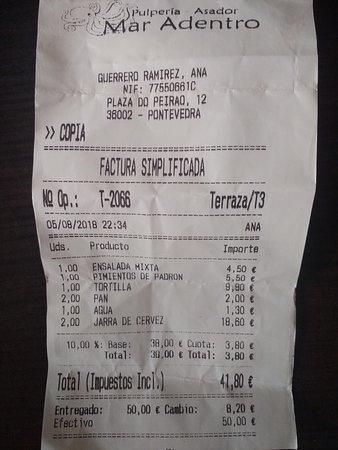 Pulpería - Asador
Mar Adentro
GUERRERO RAMIREZ, ANA
NIF: 77550661C
PLAZA DO PEIRAO, 12
36002 - PONTEVEDRA
>> COPIA
FACTURA SIMPLIFICADA
Nº Op.: T-2066 Terraza/T3
05/08/2018 22:34 ANA
Uds. Producto Importe
1,00 ENSALADA MIXTA 4,50 €
1,00 PIMIENTOS DE PADRON 5,50 €
1,00 TORTILLA 9,90 €
2,00 PAN 2,00 €
1,00 AGUA 1,30 €
2,00 JARRA DE CERVEZ 18,60 €
10,00 %: Base: 38,00 € Cuota: 3,80 €
Total: 38,00 € Total: 3,80 €
Total (Impuestos Incl.) 41,80 €
Entregado: 50,00 € Cambio: 8,20 €
Efectivo 50,00 €